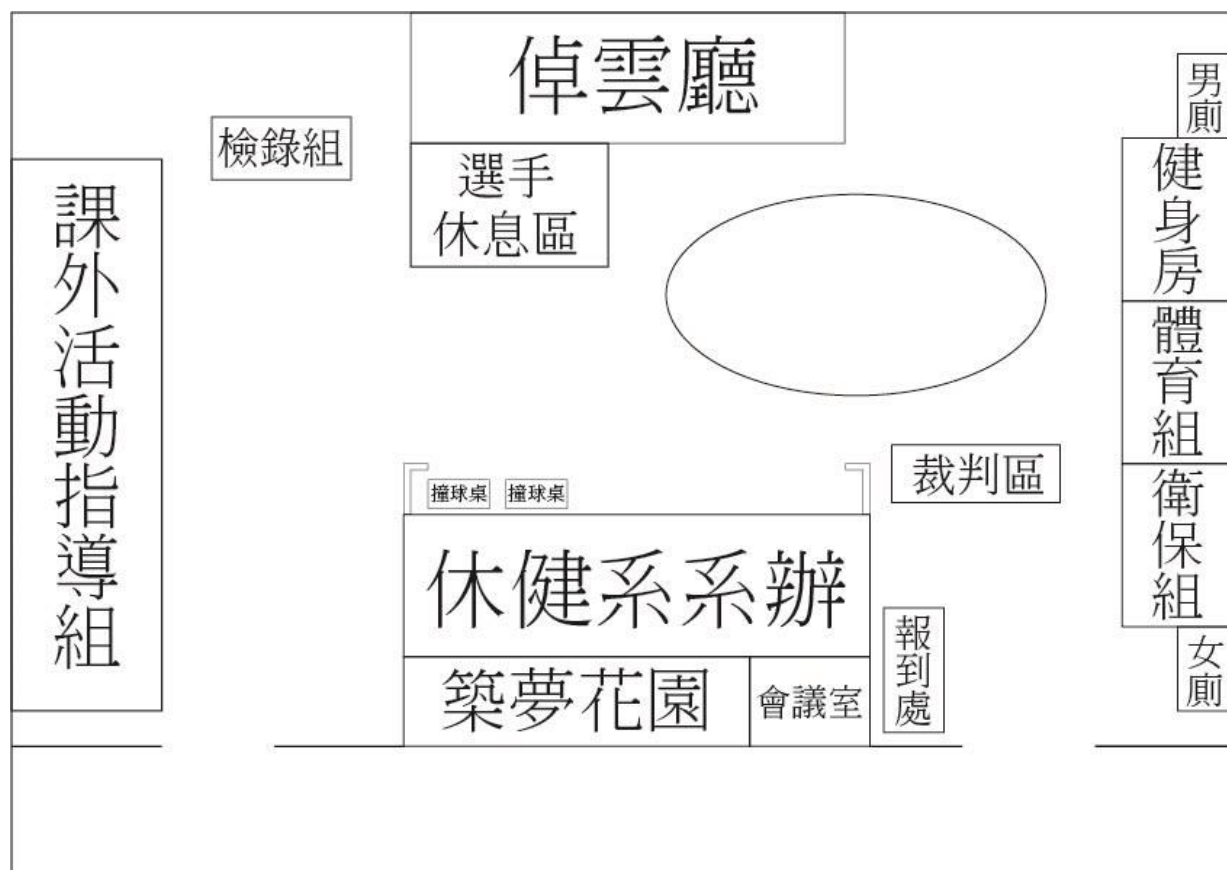 倬雲廳
男廁
檢錄組
選手
休息區
課外活動指導組
健身房
體育組
裁判區
撞球桌
撞球桌
衛保組
休健系系辦
報到處
女廁
築夢花園
會議室